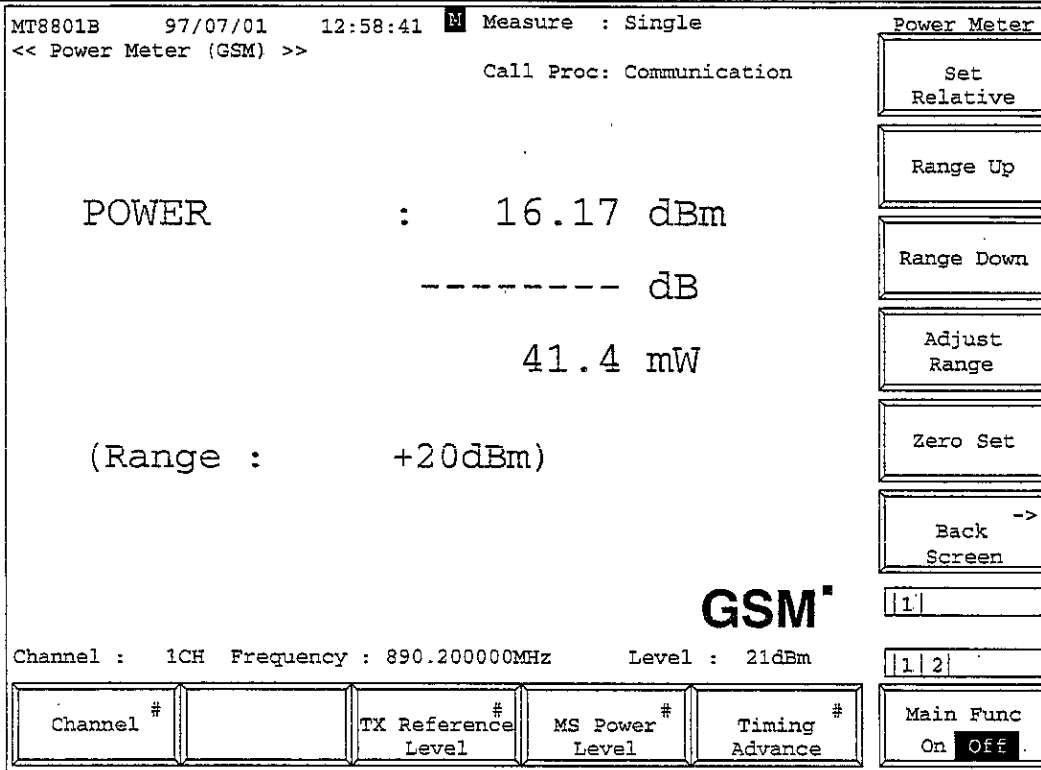 MT8801B 97/07/01 12:58:41 M Measure : Single
<< Power Meter (GSM) >>
Call Proc: Communication
POWER : 16.17 dBm
-------- dB
41.4 mW
(Range : +20dBm)
GSM
Channel : 1CH Frequency : 890.200000MHz Level : 21dBm
Channel #
TX Reference #
Level
MS Power #
Level
Timing #
Advance
Power Meter
Set
Relative
Range Up
Range Down
Adjust
Range
Zero Set
->
Back
Screen
|1|
|1|2|
Main Func
On Off